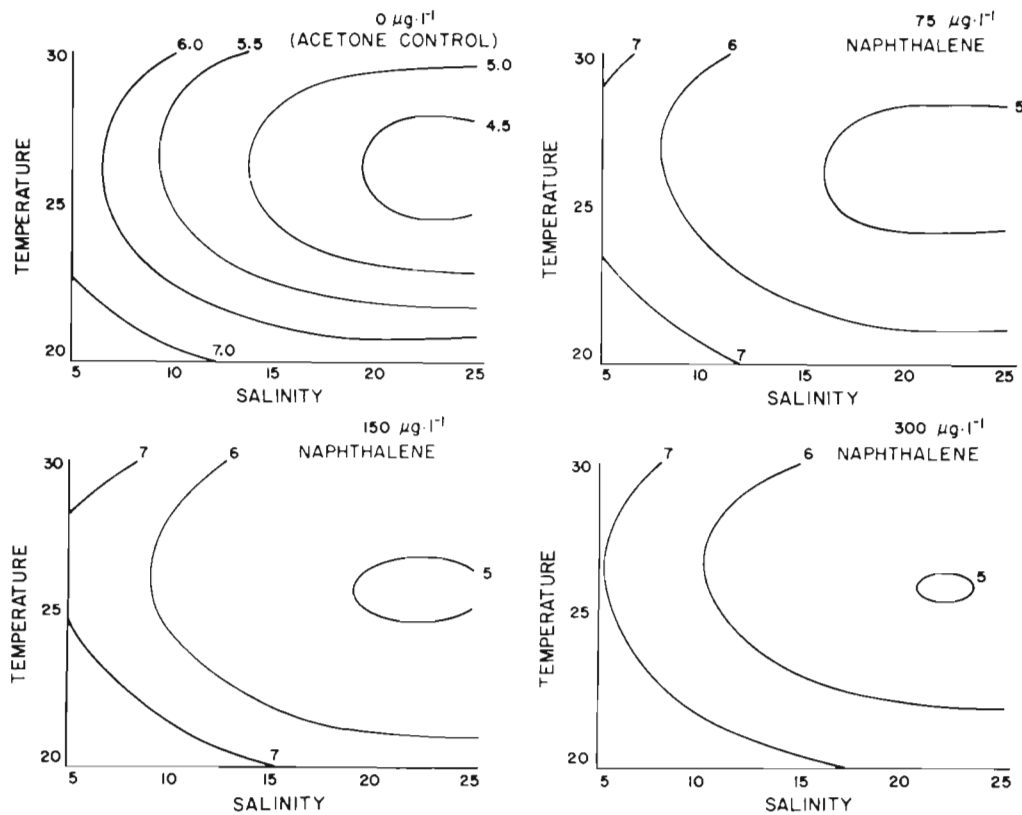 0 µg·l⁻¹
(ACETONE CONTROL)
6.0 5.5
30
5.0
4.5
25
20
7.0
5 10 15 20 25
TEMPERATURE
SALINITY
75 µg·l⁻¹
NAPHTHALENE
7 6
30
5
25
20
7
5 10 15 20 25
TEMPERATURE
SALINITY
150 µg·l⁻¹
NAPHTHALENE
7 6
30
5
25
20
7
5 10 15 20 25
TEMPERATURE
SALINITY
300 µg·l⁻¹
NAPHTHALENE
7 6
30
5
25
20
5 10 15 20 25
TEMPERATURE
SALINITY